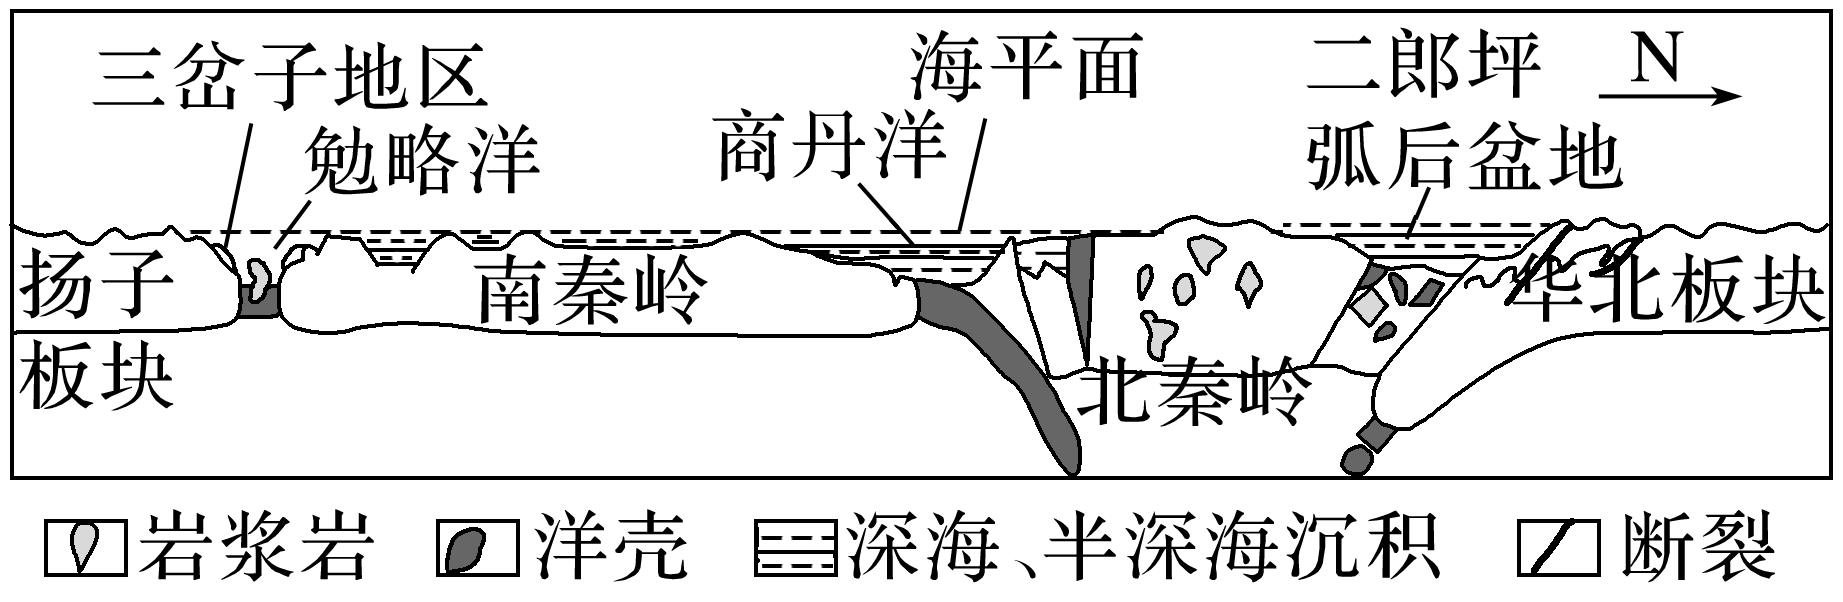 三岔子地区
勉略洋
商丹洋
海平面
二郎坪
弧后盆地
N
扬子
板块
南秦岭
北秦岭
华北板块
岩浆岩
洋壳
深海、半深海沉积
断裂